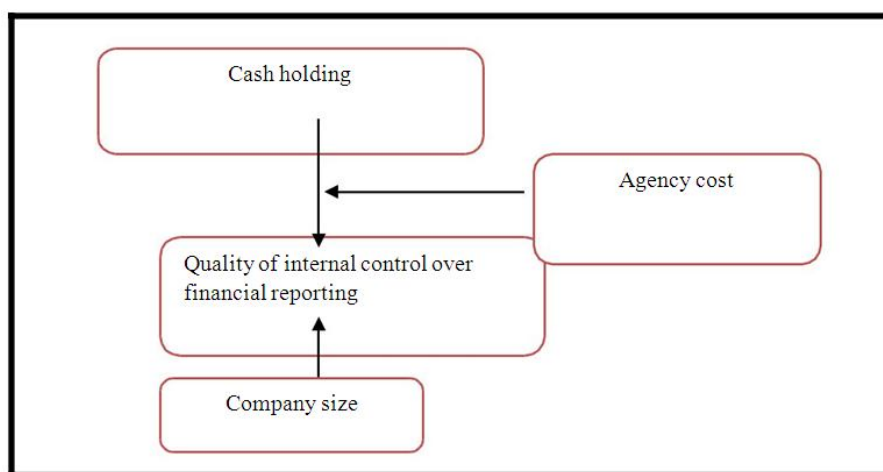 Cash holding
Agency cost
Quality of internal control over
financial reporting
Company size